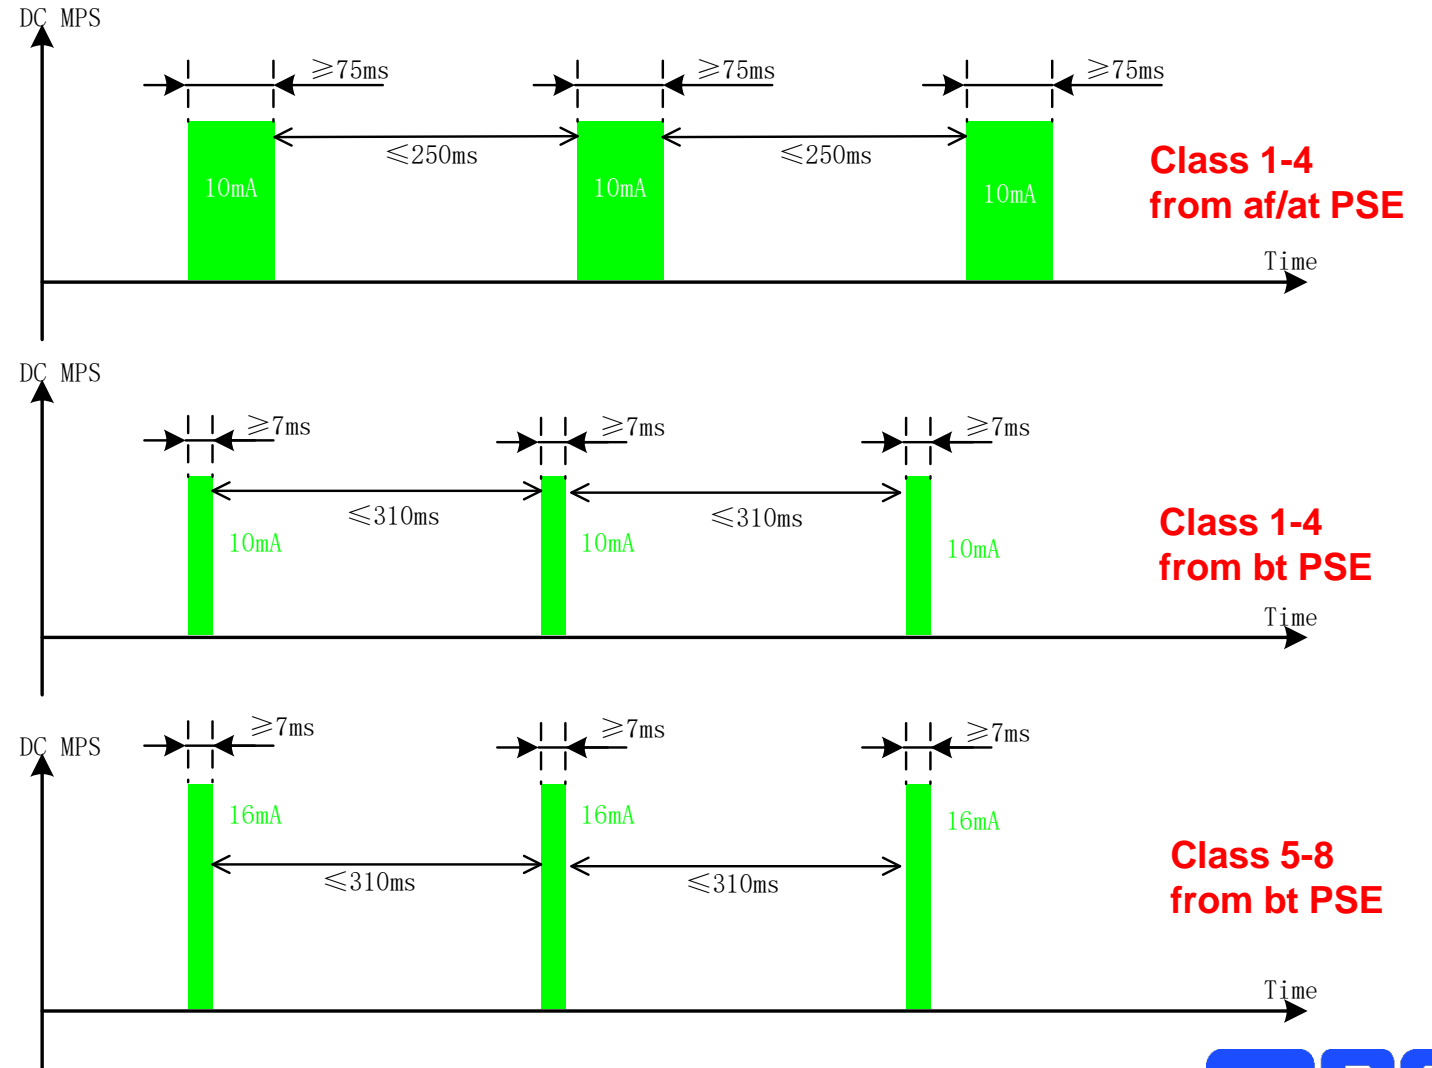 DC MPS
≥75ms ≥75ms ≥75ms
≤250ms ≤250ms
10mA 10mA 10mA
Class 1-4
from af/at PSE
Time
DC MPS
≥7ms ≥7ms ≥7ms
≤310ms ≤310ms
10mA 10mA 10mA
Class 1-4
from bt PSE
Time
DC MPS
≥7ms ≥7ms ≥7ms
16mA 16mA 16mA
≤310ms ≤310ms
Class 5-8
from bt PSE
Time